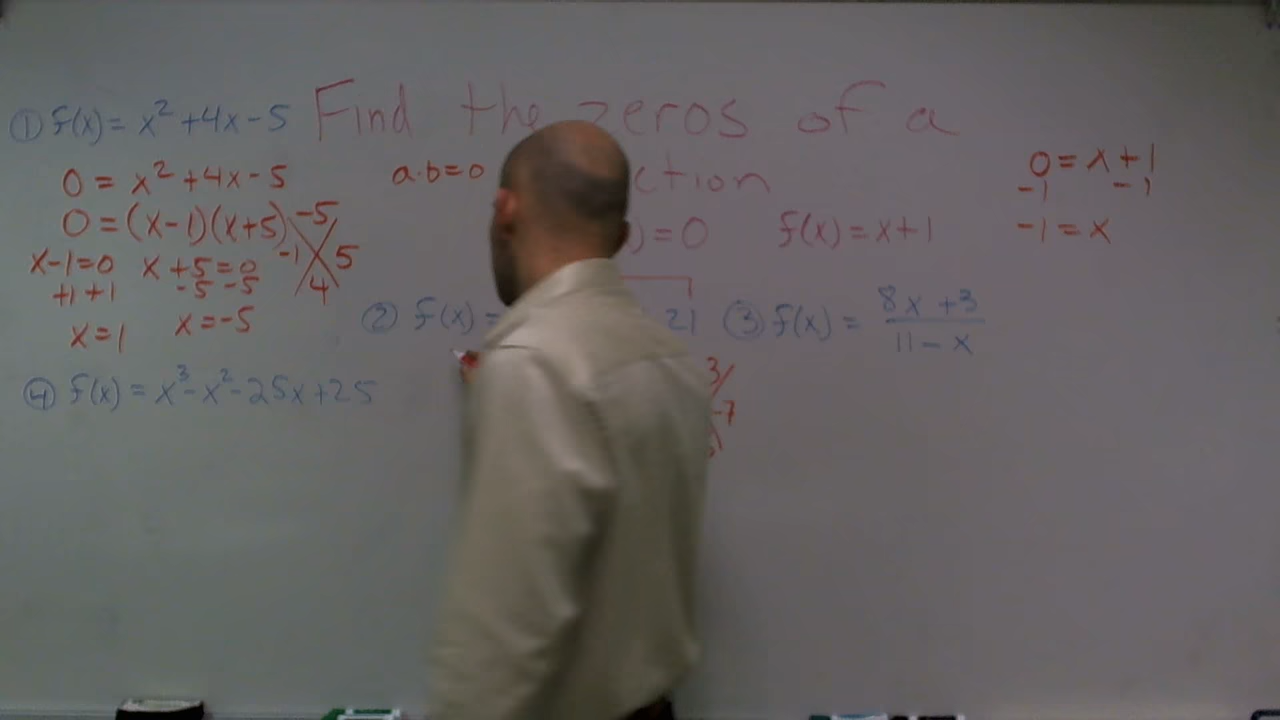 Find the zeros of a
ction
) = 0 f(x) = x+1
① f(x) = x² +4x - 5
0 = x² +4x - 5
0 = (x-1)(x+5)
-5
-1 5
4
x-1=0 x+5=0
+1 +1 -5 -5
x=1 x=-5
a·b=0
0 = x+1
-1 -1
-1 = x
② f(x) = 21
3
-7
③ f(x) = 8x +3
11 - x
④ f(x) = x³-x²-25x+25